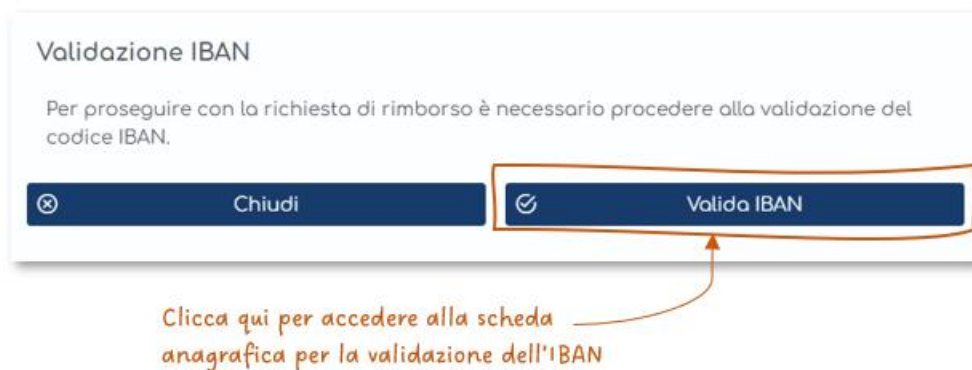 Validazione IBAN
Per proseguire con la richiesta di rimborso è necessario procedere alla validazione del
codice IBAN.
Chiudi
Valida IBAN
Clicca qui per accedere alla scheda
anagrafica per la validazione dell'IBAN